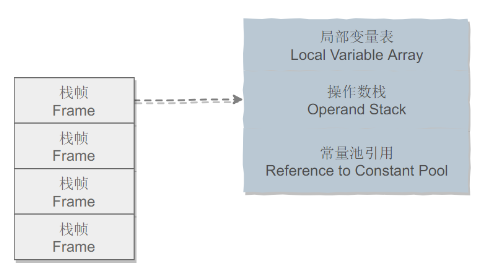 栈帧
Frame
栈帧
Frame
栈帧
Frame
栈帧
Frame
局部变量表
Local Variable Array
操作数栈
Operand Stack
常量池引用
Reference to Constant Pool